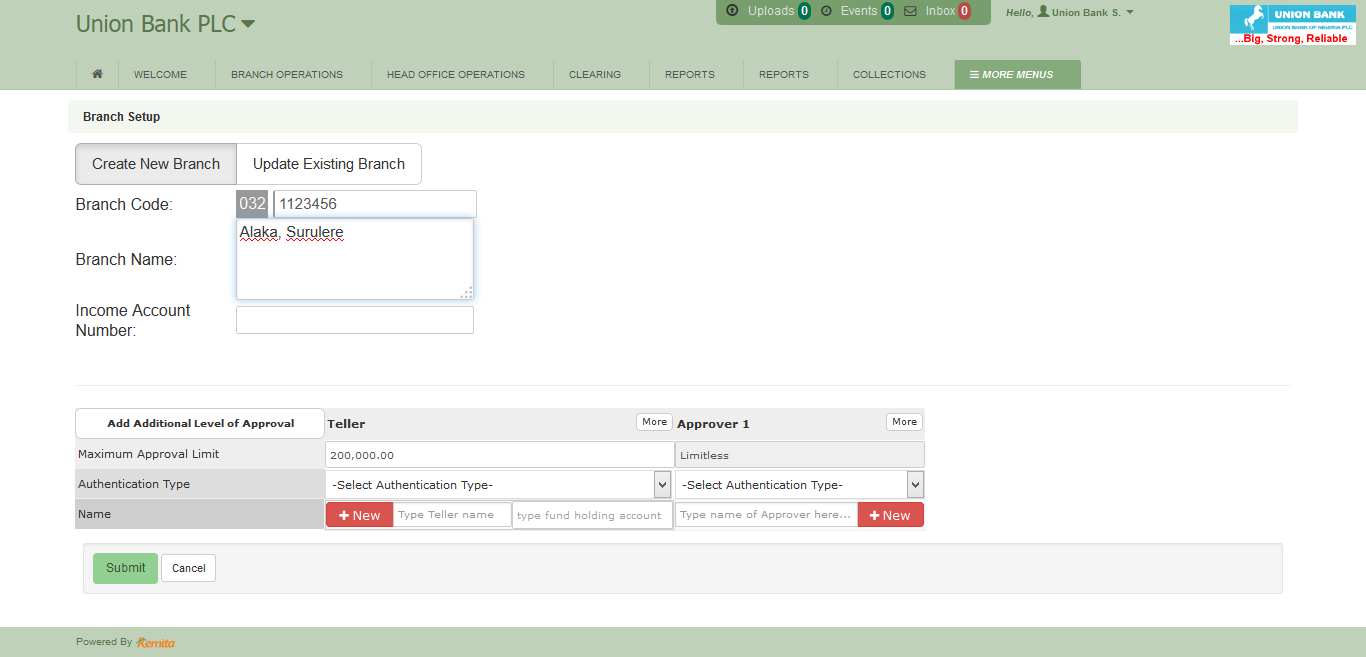 Union Bank PLC
Uploads 0 Events 0 Inbox 0
Hello, Union Bank S.
UNION BANK
UNION BANK OF NIGERIA PLC
...Big, Strong, Reliable
WELCOME BRANCH OPERATIONS HEAD OFFICE OPERATIONS CLEARING REPORTS REPORTS COLLECTIONS MORE MENUS
Branch Setup
Create New Branch Update Existing Branch
Branch Code: 032 1123456
Alaka, Surulere
Branch Name:
Income Account
Number:
Add Additional Level of Approval Teller More Approver 1 More
Maximum Approval Limit 200,000.00 Limitless
Authentication Type -Select Authentication Type- -Select Authentication Type-
Name New Type Teller name type fund holding account Type name of Approver here... New
Submit Cancel
Powered By Remita